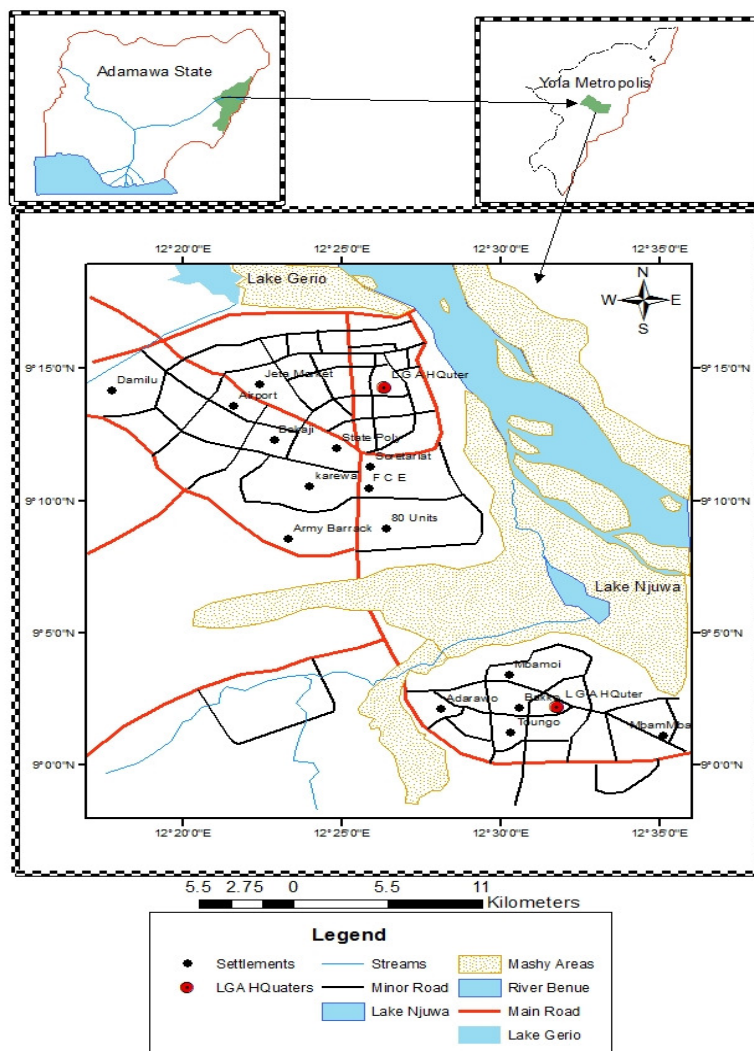 Adamawa State
Yola Metropolis
12°20'0"E 12°25'0"E 12°30'0"E 12°35'0"E
Lake Gerio
N
W E
S
9°15'0"N 9°15'0"N
Damilu
Jeta Market
L G A HQuter
Airport
Bekaji
State Poly
Secretariat
karewa
F C E
9°10'0"N 9°10'0"N
80 Units
Army Barrack
Lake Njuwa
9°5'0"N 9°5'0"N
Mbamoi
Adarawo
Bakko
L G A HQuter
Toungo
MbamMba
9°0'0"N 9°0'0"N
12°20'0"E 12°25'0"E 12°30'0"E 12°35'0"E
5.5 2.75 0 5.5 11
Kilometers
Legend
Settlements Streams Mashy Areas
LGA HQuaters Minor Road River Benue
Lake Njuwa Main Road
Lake Gerio